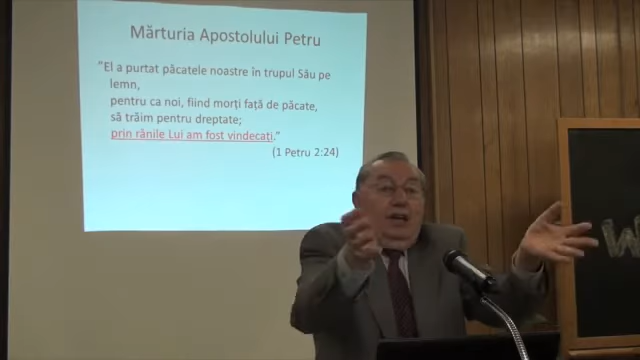 Mărturia Apostolului Petru
"El a purtat păcatele noastre în trupul Său pe
lemn,
pentru ca noi, fiind morți față de păcate,
să trăim pentru dreptate;
prin rănile Lui am fost vindecați."
(1 Petru 2:24)